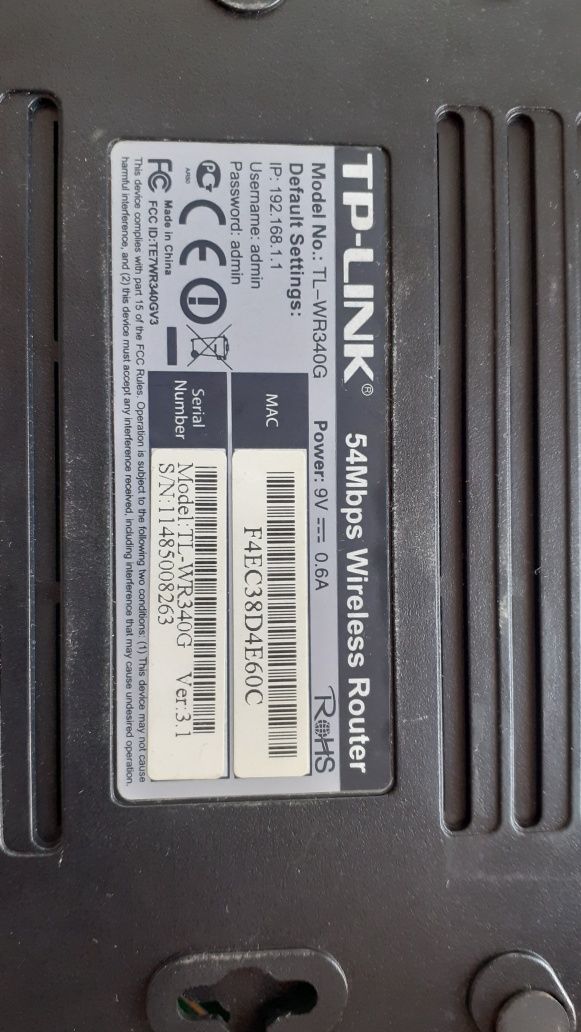 TP-LINK® 54Mbps Wireless Router
Model No.: TL-WR340G Power: 9V ⎓ 0.6A RoHS
Default Settings:
IP: 192.168.1.1
Username: admin
Password: admin
MAC
F4EC38D4E60C
Serial Number
Model:TL-WR340G Ver:3.1
S/N:11485008263
CE
Made in China
FC FCC ID:TE7WR340GV3
This device complies with part 15 of the FCC Rules. Operation is subject to the following two conditions: (1) This device may not cause
harmful interference, and (2) this device must accept any interference received, including interference that may cause undesired operation.